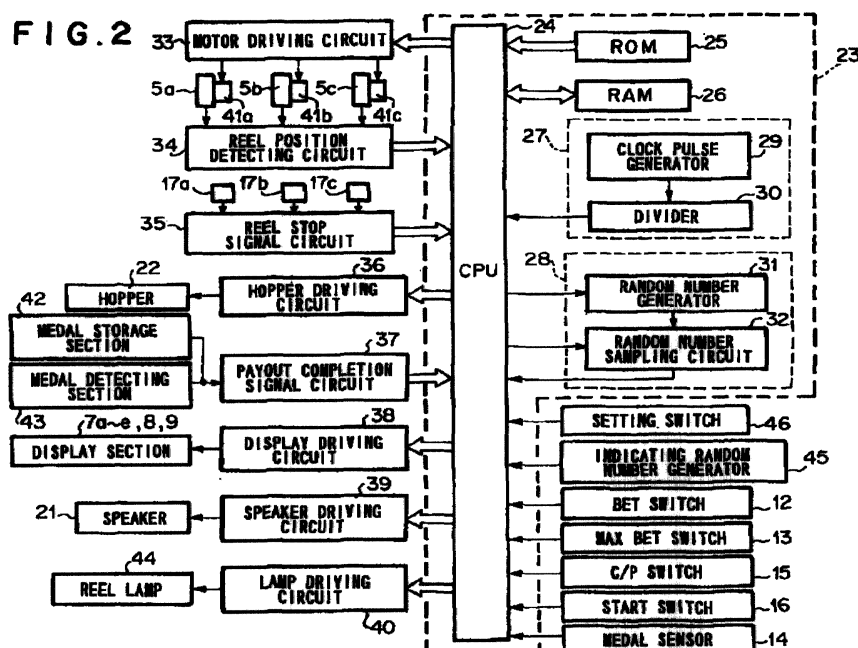 FIG.2
33
MOTOR DRIVING CIRCUIT
5a
5b
5c
41a
41b
41c
34
REEL POSITION
DETECTING CIRCUIT
17a
17b
17c
35
REEL STOP
SIGNAL CIRCUIT
22
HOPPER
36
HOPPER DRIVING
CIRCUIT
42
MEDAL STORAGE
SECTION
MEDAL DETECTING
SECTION
43
37
PAYOUT COMPLETION
SIGNAL CIRCUIT
7a~e,8,9
DISPLAY SECTION
38
DISPLAY DRIVING
CIRCUIT
21
SPEAKER
39
SPEAKER DRIVING
CIRCUIT
44
REEL LAMP
LAMP DRIVING
CIRCUIT
40
24
CPU
ROM
25
23
RAM
26
27
CLOCK PULSE
GENERATOR
29
30
DIVIDER
28
31
RANDOM NUMBER
GENERATOR
32
RANDOM NUMBER
SAMPLING CIRCUIT
SETTING SWITCH
46
INDICATING RANDOM
NUMBER GENERATOR
45
BET SWITCH
12
MAX BET SWITCH
13
C/P SWITCH
15
START SWITCH
16
MEDAL SENSOR
14